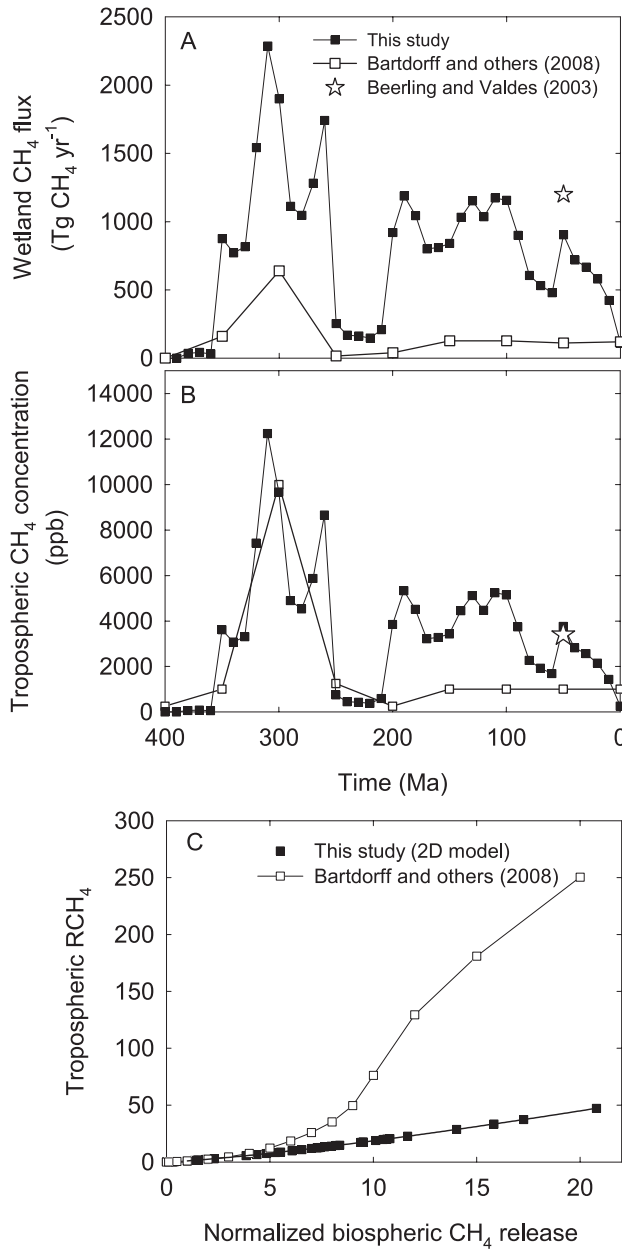 A
This study
Bartdorff and others (2008)
Beerling and Valdes (2003)
Wetland CH₄ flux
(Tg CH₄ yr⁻¹)
2500
2000
1500
1000
500
0
B
Tropospheric CH₄ concentration
(ppb)
14000
12000
10000
8000
6000
4000
2000
0
400 300 200 100 0
Time (Ma)
C
This study (2D model)
Bartdorff and others (2008)
Tropospheric RCH₄
300
250
200
150
100
50
0
0 5 10 15 20
Normalized biospheric CH₄ release